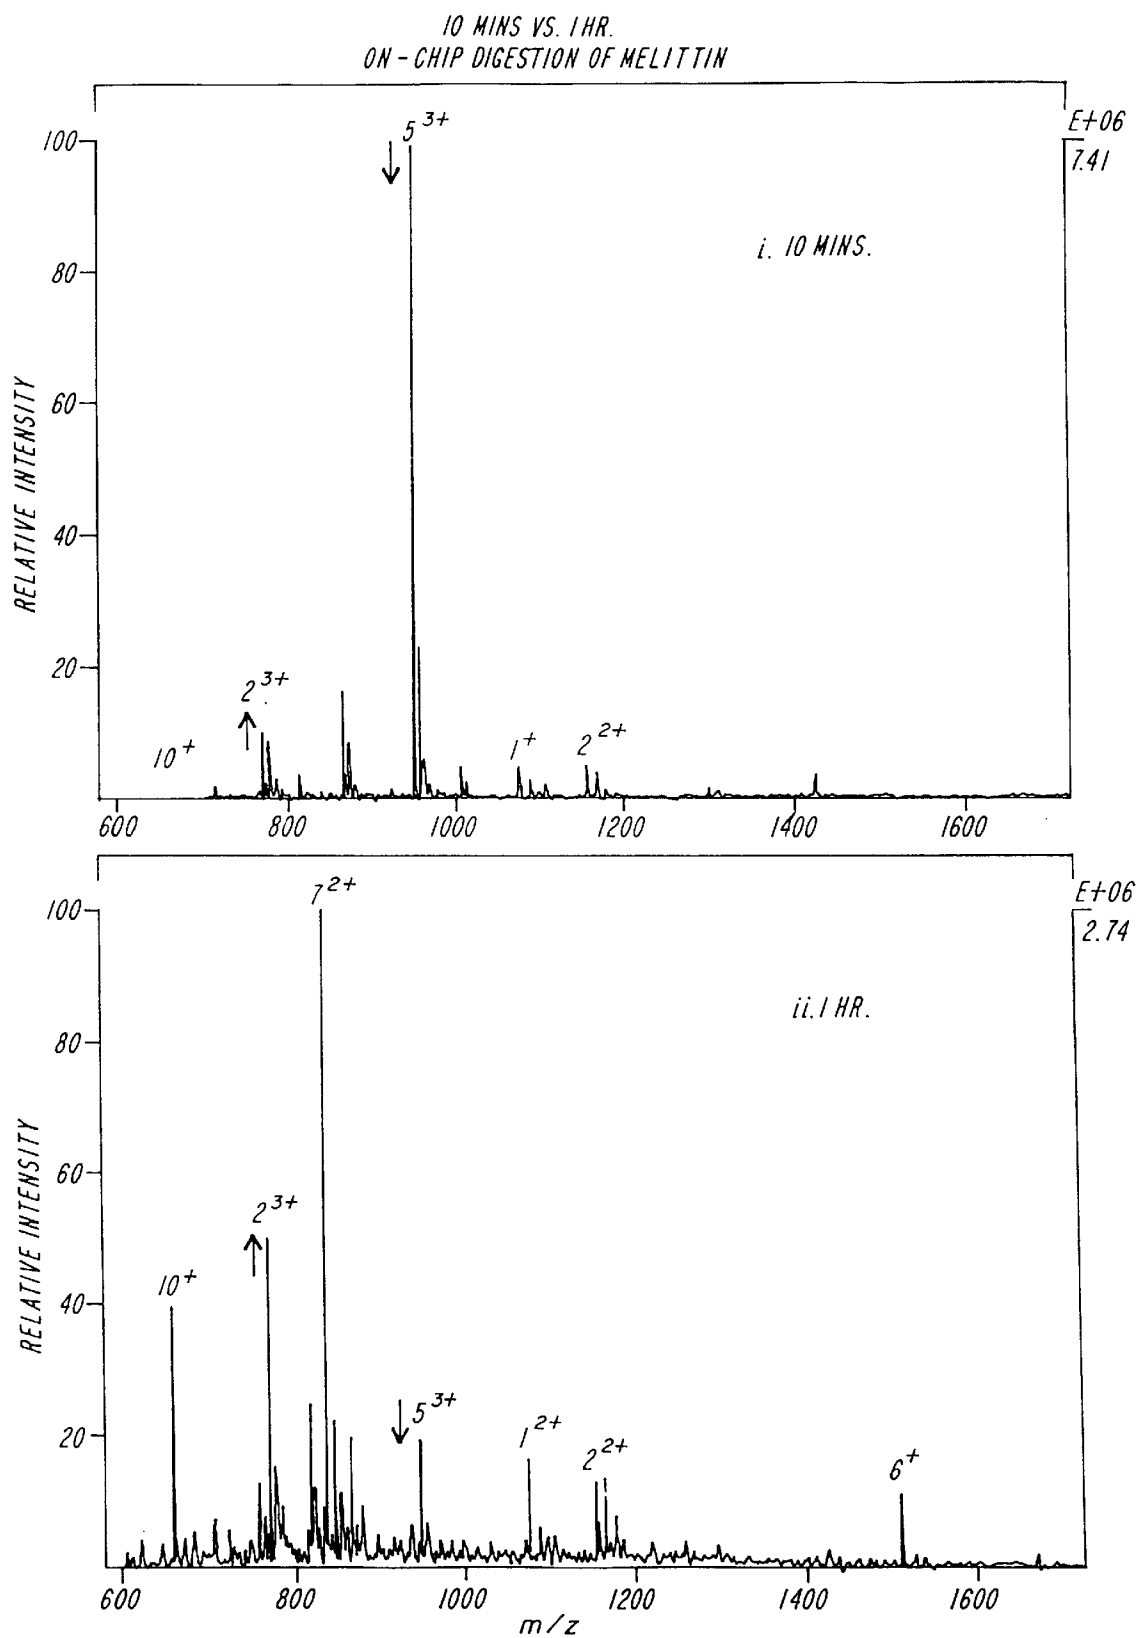 10 MINS VS. 1 HR.
ON-CHIP DIGESTION OF MELITTIN
E+06
7.41
100
80
60
40
20
RELATIVE INTENSITY
5 3+
i. 10 MINS.
2 3+
10 +
1 +
2 2+
600 800 1000 1200 1400 1600
E+06
2.74
100
80
60
40
20
RELATIVE INTENSITY
7 2+
ii. 1 HR.
2 3+
10 +
5 3+
1 2+
2 2+
6 +
600 800 1000 1200 1400 1600
m/z